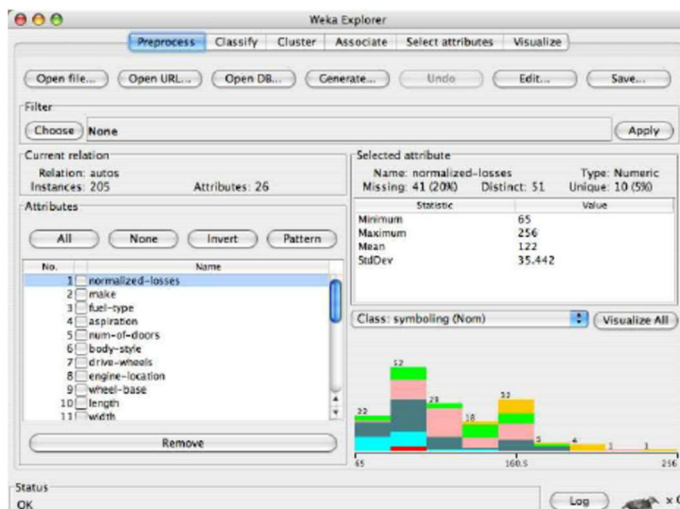 Weka Explorer
Preprocess Classify Cluster Associate Select attributes Visualize
Open file... Open URL... Open DB... Generate... Undo Edit... Save...
Filter
Choose None Apply
Current relation
Relation: autos
Instances: 205 Attributes: 26
Selected attribute
Name: normalized-losses Type: Numeric
Missing: 41 (20%) Distinct: 51 Unique: 10 (5%)
Statistic Value
Minimum 65
Maximum 256
Mean 122
StdDev 35.442
Attributes
All None Invert Pattern
No. Name
1 normalized-losses
2 make
3 fuel-type
4 aspiration
5 num-of-doors
6 body-style
7 drive-wheels
8 engine-location
9 wheel-base
10 length
11 width
Remove
Class: symboling (Nom) Visualize All
22 52 29 18 32 4 1 1
65 160.5 256
Status
OK
Log x 0